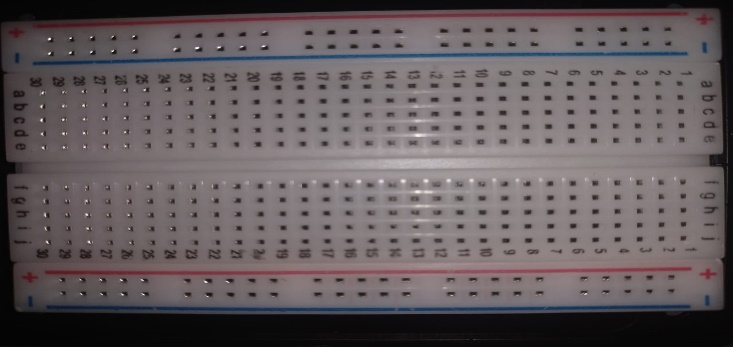 + +
- -
30 29 28 27 26 25 24 23 22 21 20 19 18 17 16 15 14 13 12 11 10 9 8 7 6 5 4 3 2 1
a a
b b
c c
d d
e e
f f
g g
h h
i i
j j
30 29 28 27 26 25 24 23 22 21 20 19 18 17 16 15 14 13 12 11 10 9 8 7 6 5 4 3 2 1
+ +
- -